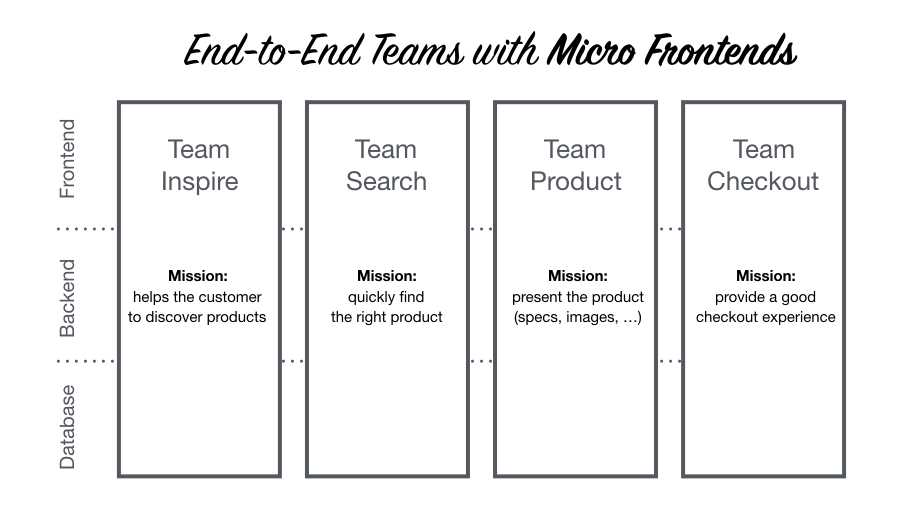 End-to-End Teams with Micro Frontends
Frontend
Backend
Database
Team
Inspire
Mission:
helps the customer
to discover products
Team
Search
Mission:
quickly find
the right product
Team
Product
Mission:
present the product
(specs, images, …)
Team
Checkout
Mission:
provide a good
checkout experience